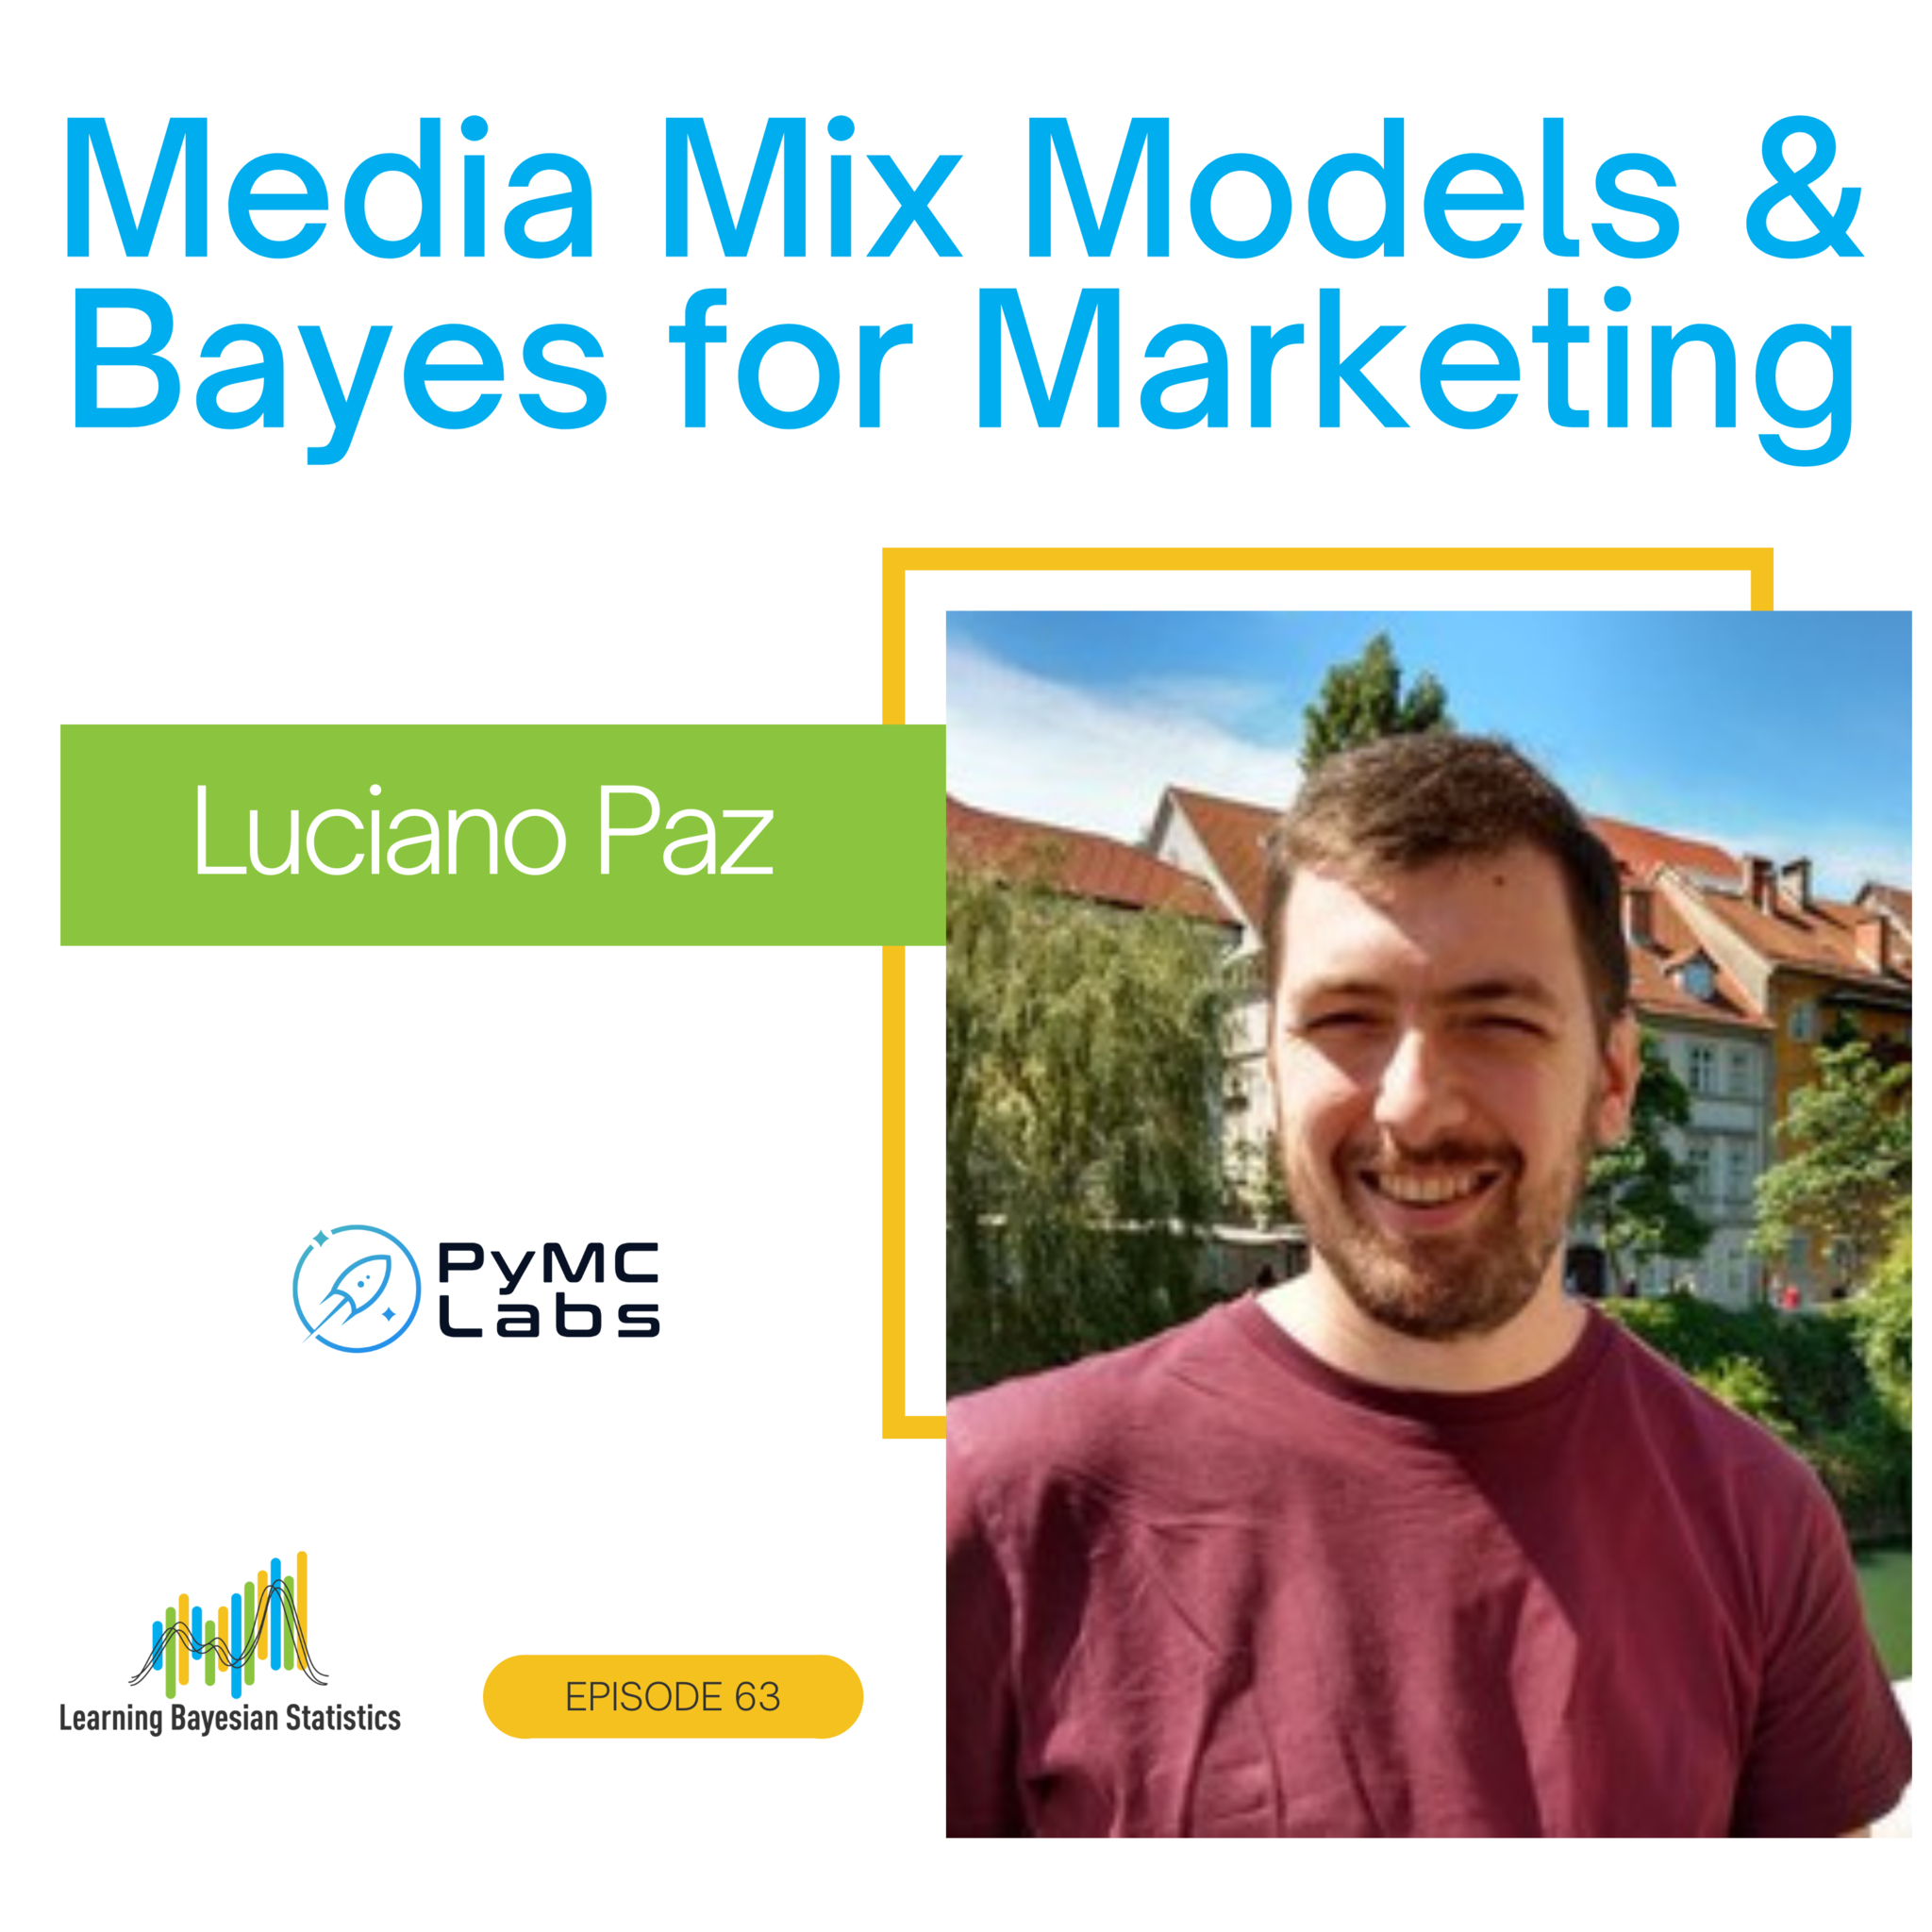 Media Mix Models &
Bayes for Marketing
Luciano Paz
PyMC
Labs
Learning Bayesian Statistics
EPISODE 63